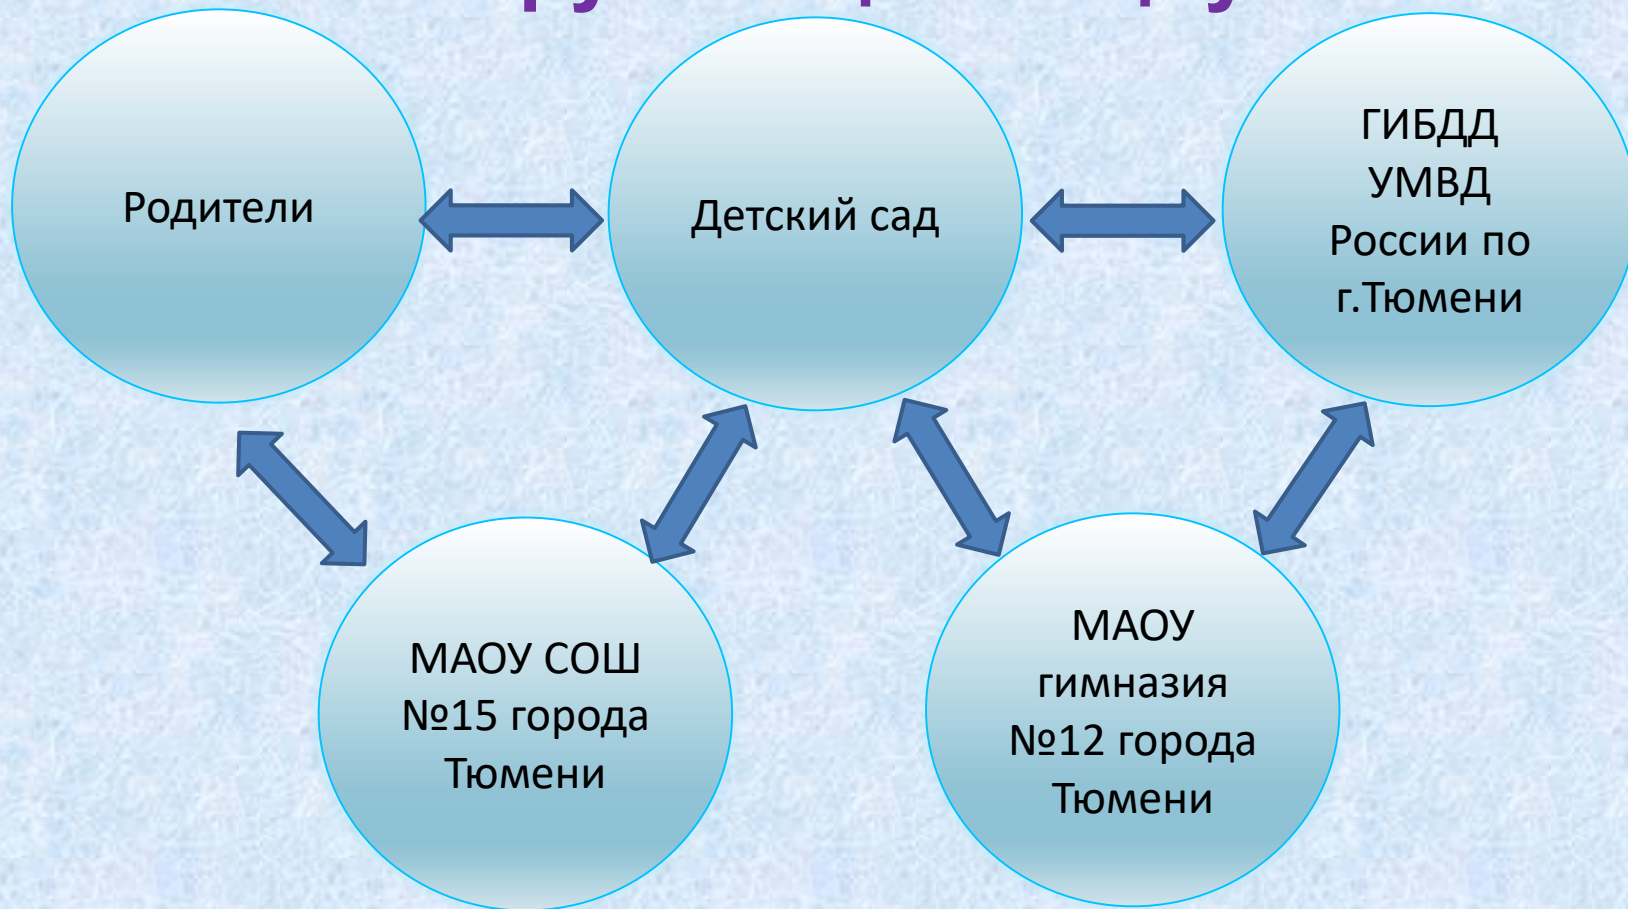 Родители
Детский сад
ГИБДД
УМВД
России по
г.Тюмени
МАОУ СОШ
№15 города
Тюмени
МАОУ
гимназия
№12 города
Тюмени